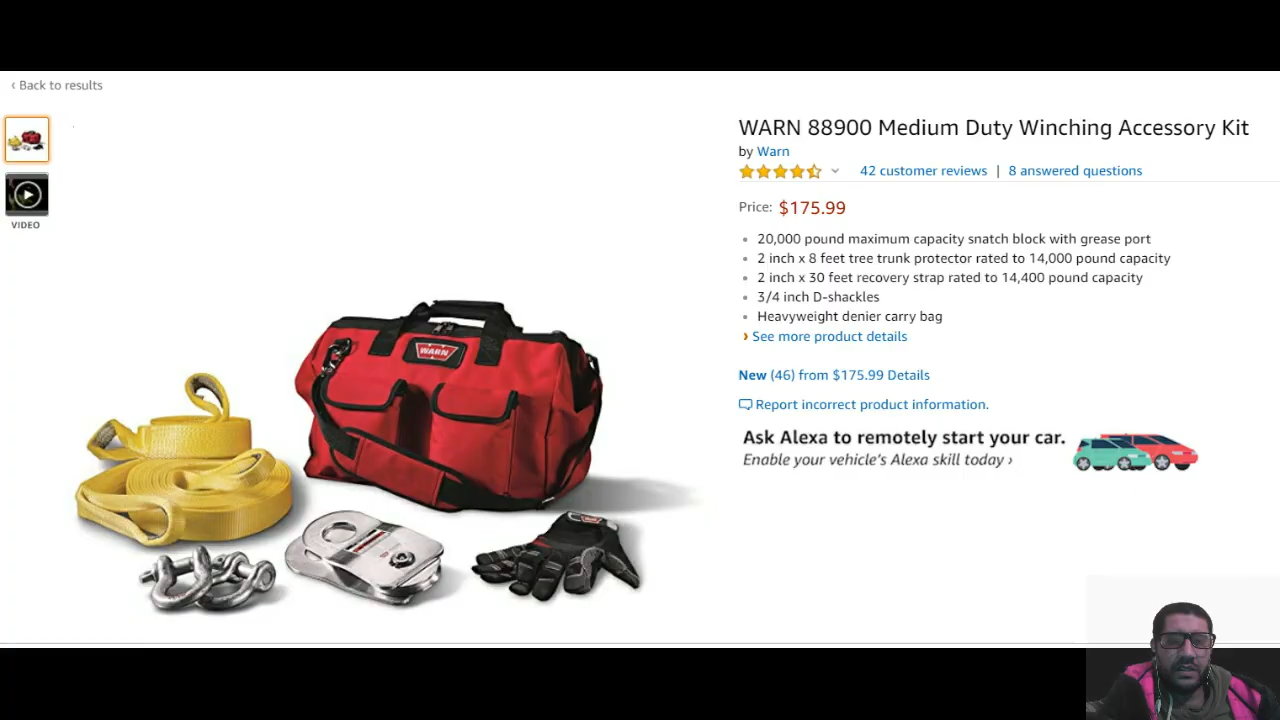 ‹ Back to results
VIDEO
WARN 88900 Medium Duty Winching Accessory Kit
by Warn
42 customer reviews | 8 answered questions
Price: $175.99
20,000 pound maximum capacity snatch block with grease port
2 inch x 8 feet tree trunk protector rated to 14,000 pound capacity
2 inch x 30 feet recovery strap rated to 14,400 pound capacity
3/4 inch D-shackles
Heavyweight denier carry bag
› See more product details
New (46) from $175.99 Details
Report incorrect product information.
Ask Alexa to remotely start your car.
Enable your vehicle's Alexa skill today ›
WARN